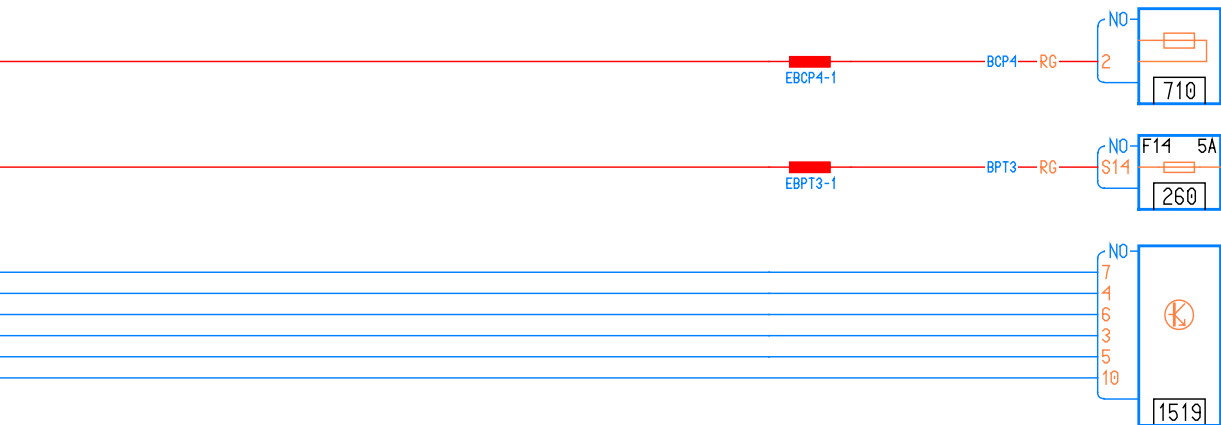 NO
2
BCP4 RG
EBCP4-1
710
NO F14 5A
BPT3 RG S14
EBPT3-1
260
NO
7
4
6
3
5
10
1519